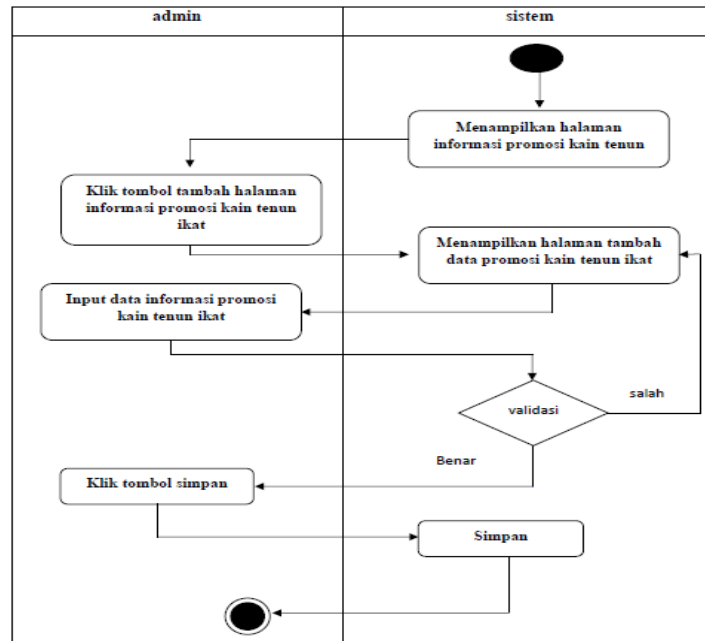 admin
sistem
Menampilkan halaman
informasi promosi kain tenun
Klik tombol tambah halaman
informasi promosi kain tenun
ikat
Menampilkan halaman tambah
data promosi kain tenun ikat
Input data informasi promosi
kain tenun ikat
validasi
salah
Benar
Klik tombol simpan
Simpan